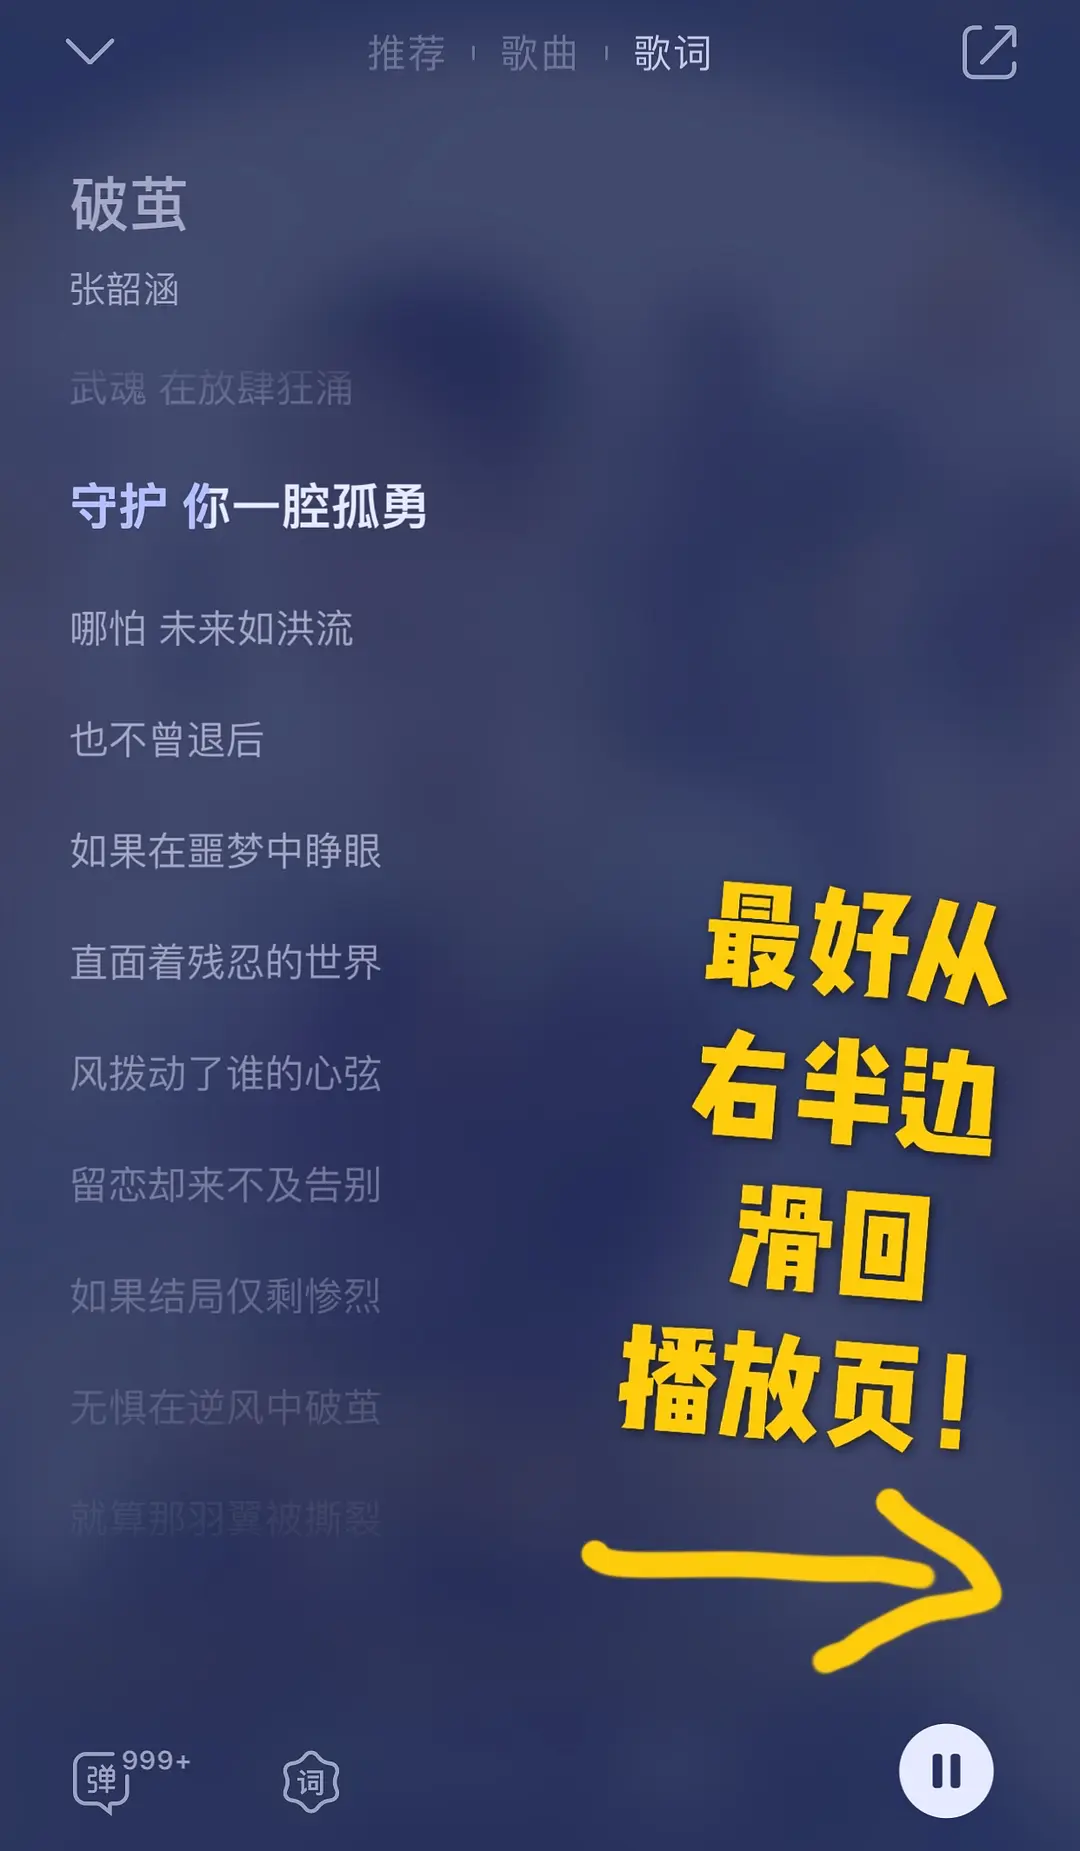 推荐 | 歌曲 | 歌词
破茧
张韶涵
武魂 在放肆狂涌
守护 你一腔孤勇
哪怕 未来如洪流
也不曾退后
如果在噩梦中睁眼
直面着残忍的世界
风拨动了谁的心弦
留恋却来不及告别
如果结局仅剩惨烈
无惧在逆风中破茧
就算那羽翼被撕裂
最好从
右半边
滑回
播放页！
弹 999+
词